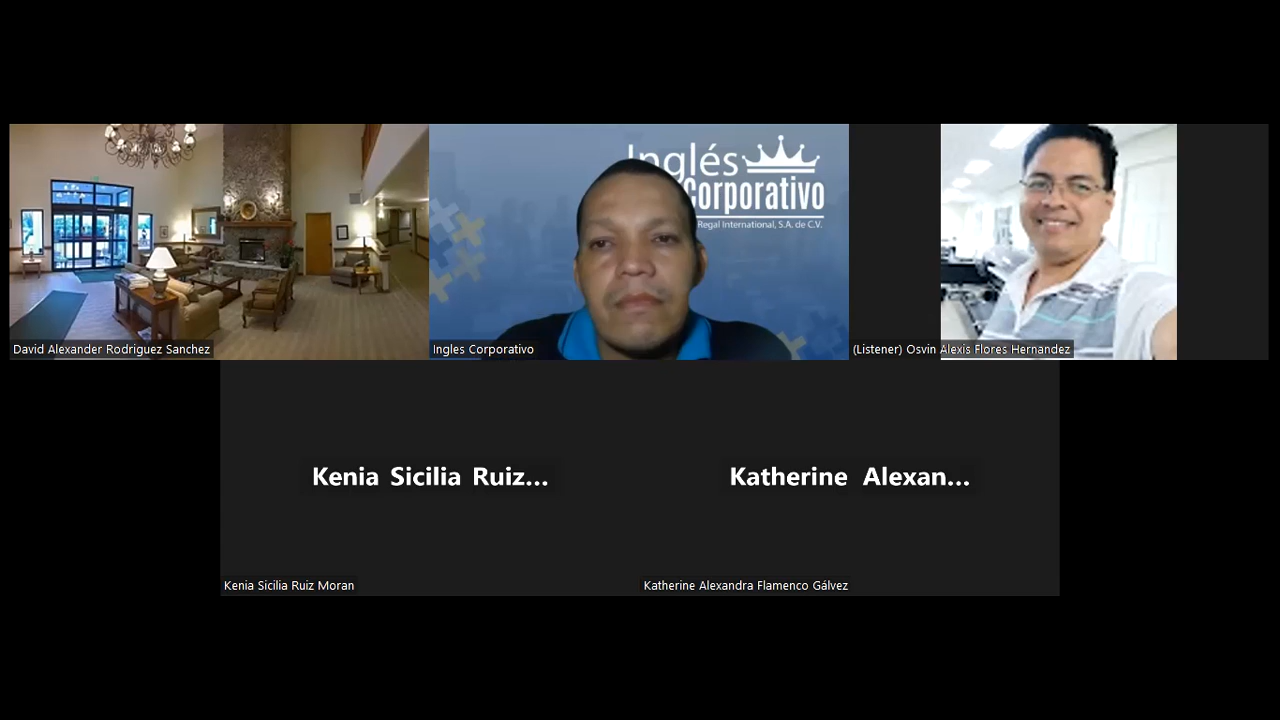 Inglés
Corporativo
Regal International, S.A. de C.V.
David Alexander Rodriguez Sanchez
Ingles Corporativo
(Listener) Osvin Alexis Flores Hernandez
Kenia Sicilia Ruiz...
Katherine Alexan...
Kenia Sicilia Ruiz Moran
Katherine Alexandra Flamenco Gálvez